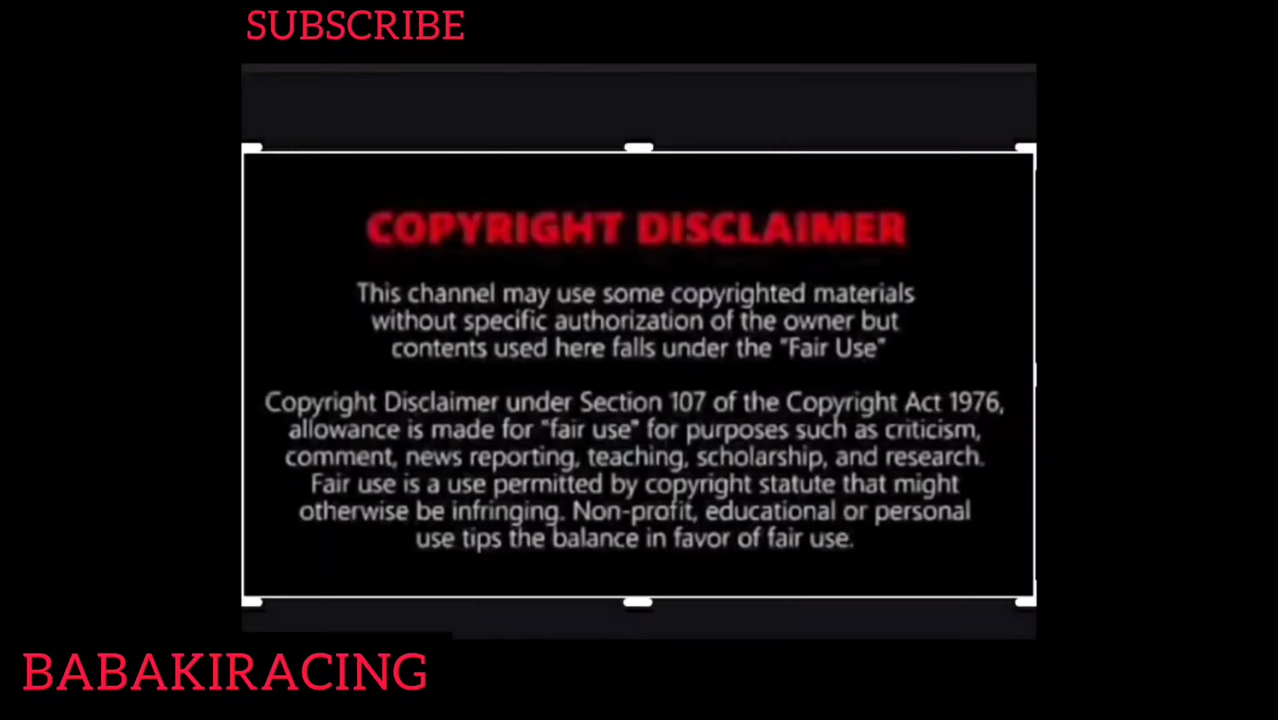 SUBSCRIBE
COPYRIGHT DISCLAIMER
This channel may use some copyrighted materials
without specific authorization of the owner but
contents used here falls under the "Fair Use"
Copyright Disclaimer under Section 107 of the Copyright Act 1976,
allowance is made for "fair use" for purposes such as criticism,
comment, news reporting, teaching, scholarship, and research.
Fair use is a use permitted by copyright statute that might
otherwise be infringing. Non-profit, educational or personal
use tips the balance in favor of fair use.
BABAKIRACING